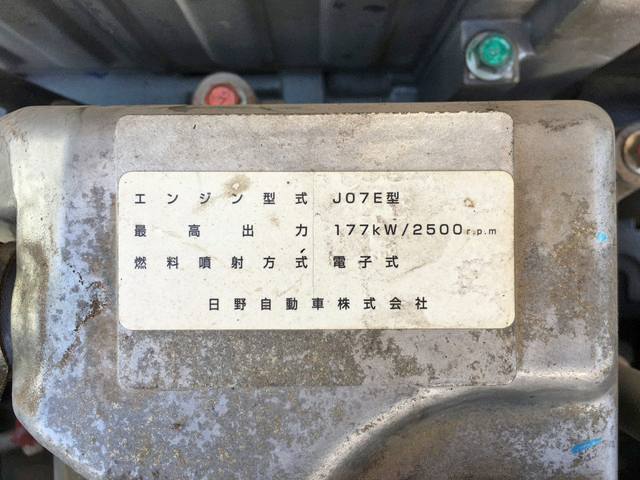 エンジン型式 J07E型
最高出力 177kW/2500r.p.m
燃料噴射方式 電子式
日野自動車株式会社